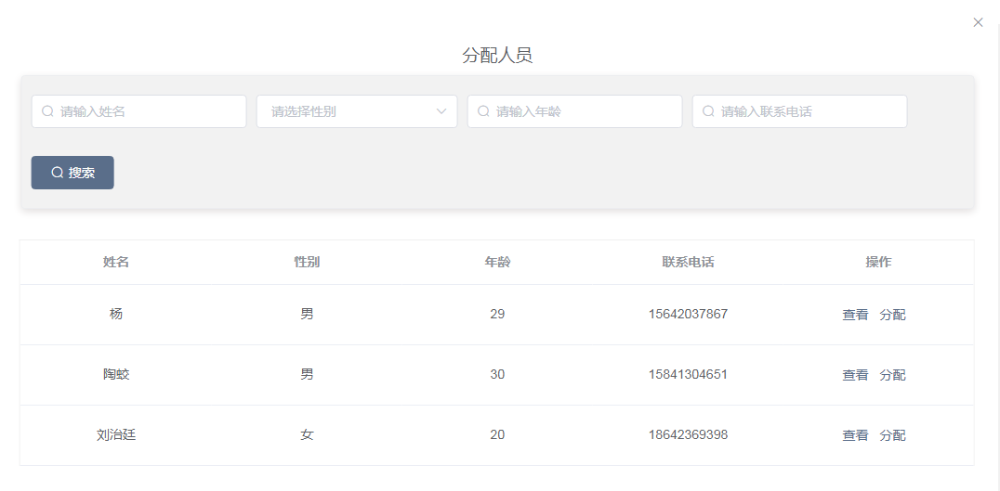 分配人员
请输入姓名 请选择性别 请输入年龄 请输入联系电话
搜索
姓名 性别 年龄 联系电话 操作
杨 男 29 15642037867 查看 分配
陶蛟 男 30 15841304651 查看 分配
刘治廷 女 20 18642369398 查看 分配